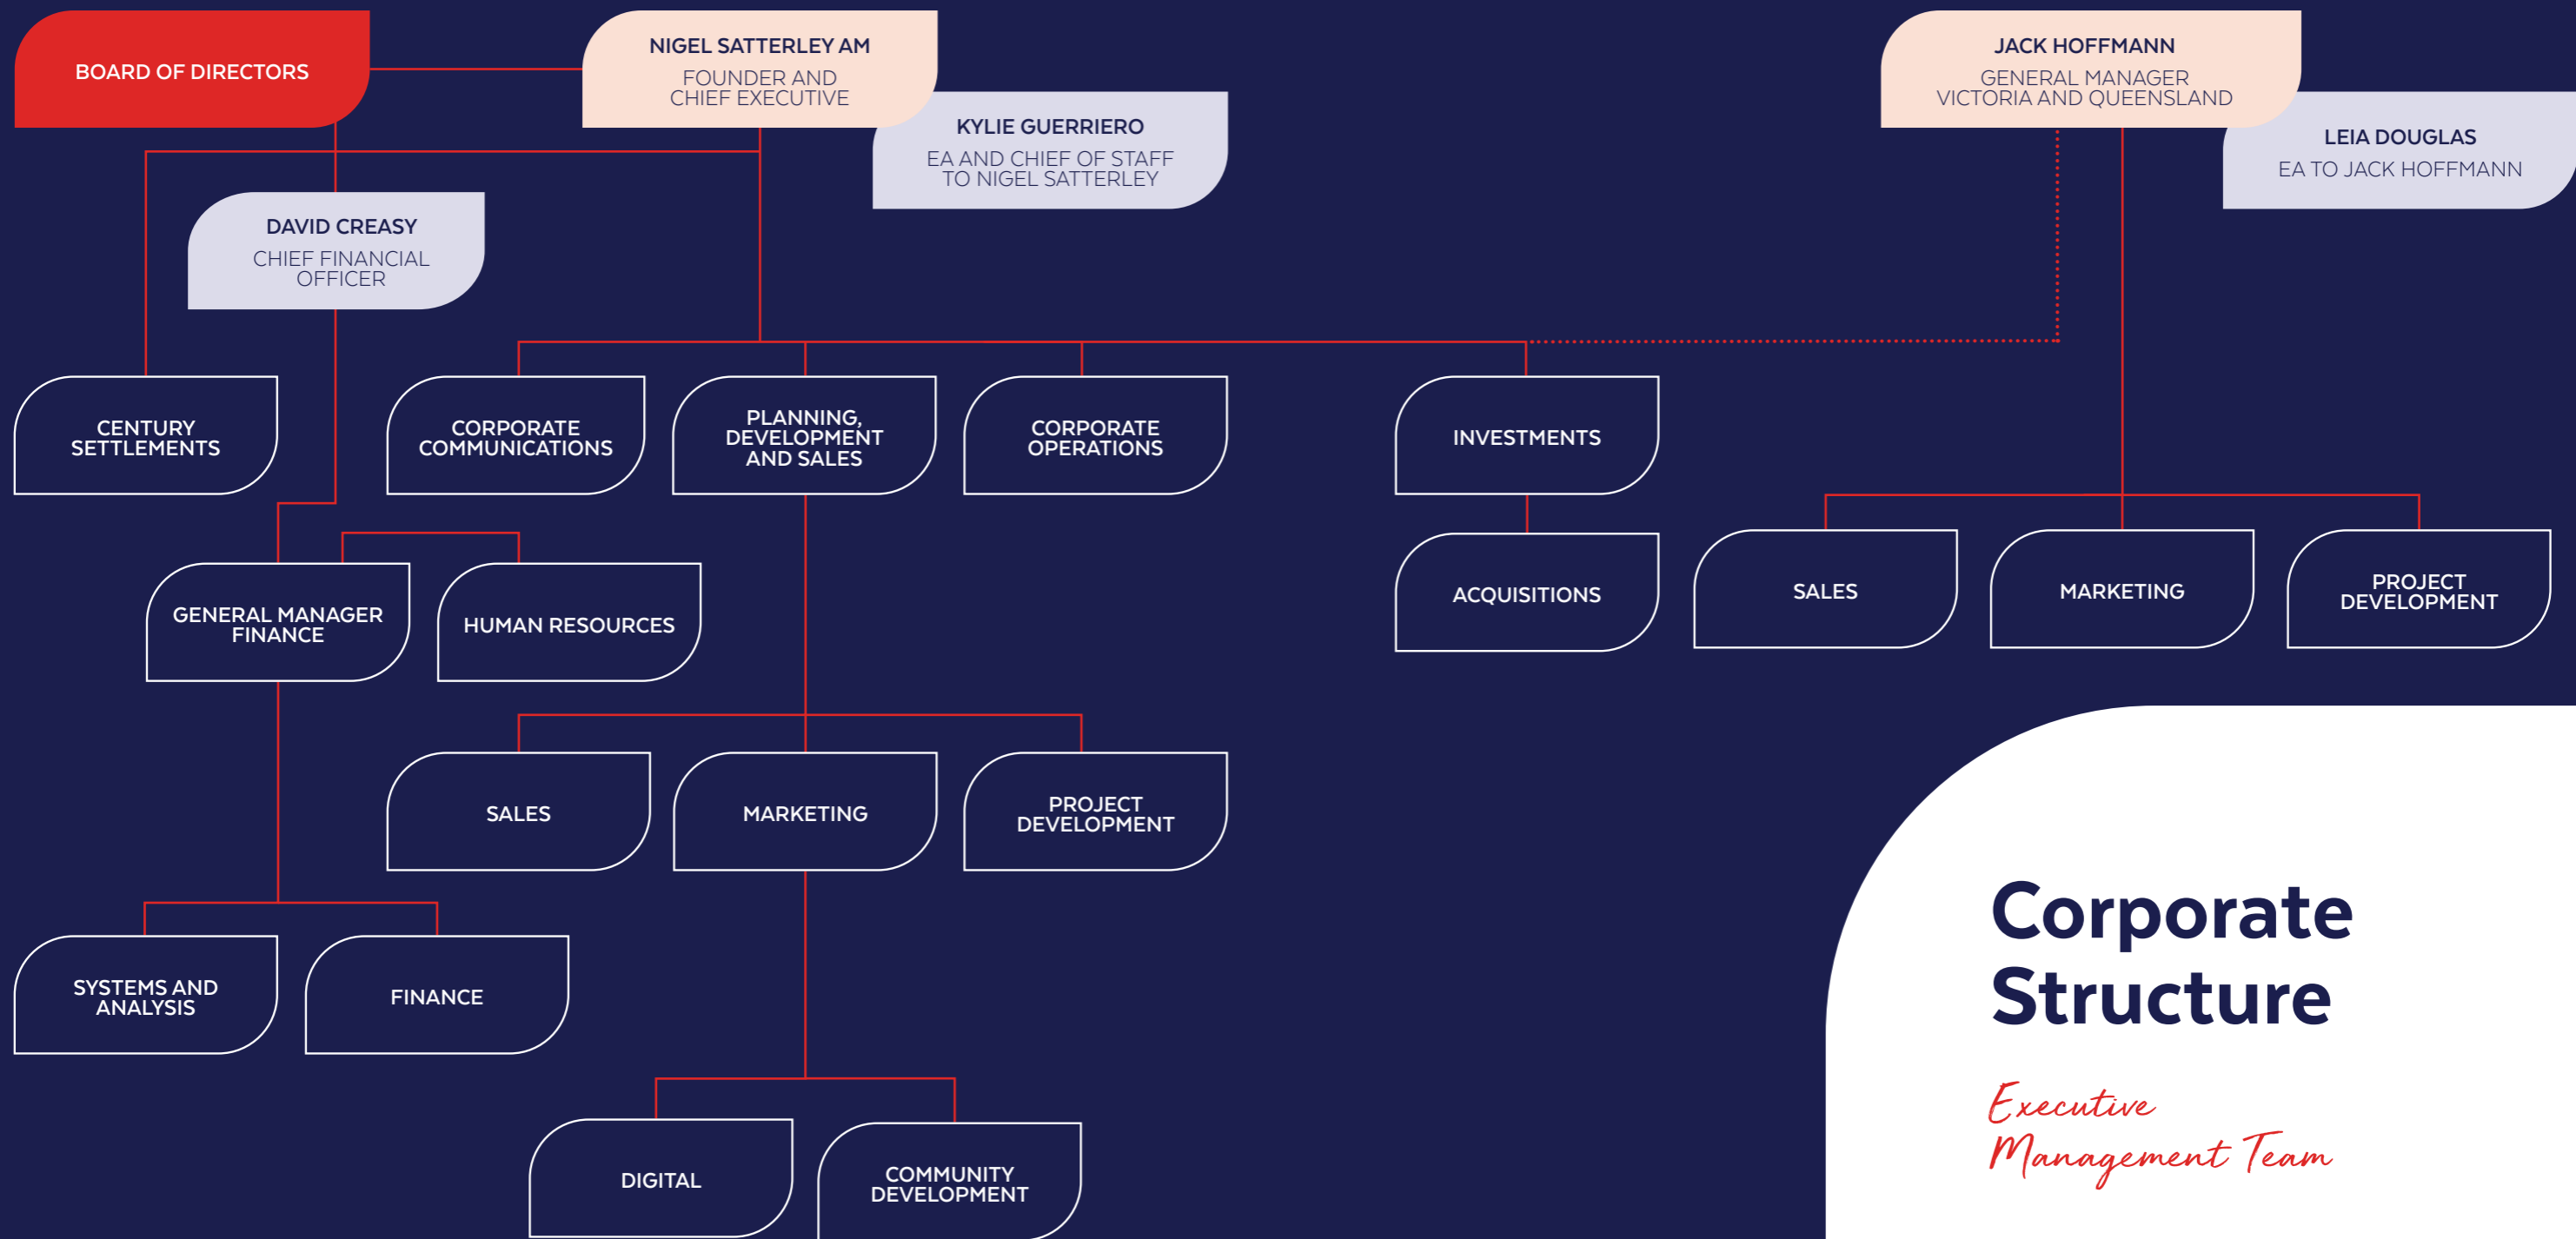 BOARD OF DIRECTORS
NIGEL SATTERLEY AM
FOUNDER AND
CHIEF EXECUTIVE
KYLIE GUERRIERO
EA AND CHIEF OF STAFF
TO NIGEL SATTERLEY
JACK HOFFMANN
GENERAL MANAGER
VICTORIA AND QUEENSLAND
LEIA DOUGLAS
EA TO JACK HOFFMANN
DAVID CREASY
CHIEF FINANCIAL
OFFICER
CENTURY
SETTLEMENTS
CORPORATE
COMMUNICATIONS
PLANNING,
DEVELOPMENT
AND SALES
CORPORATE
OPERATIONS
INVESTMENTS
ACQUISITIONS
SALES
MARKETING
PROJECT
DEVELOPMENT
GENERAL MANAGER
FINANCE
HUMAN RESOURCES
SALES
MARKETING
PROJECT
DEVELOPMENT
SYSTEMS AND
ANALYSIS
FINANCE
DIGITAL
COMMUNITY
DEVELOPMENT
Corporate
Structure
Executive
Management Team